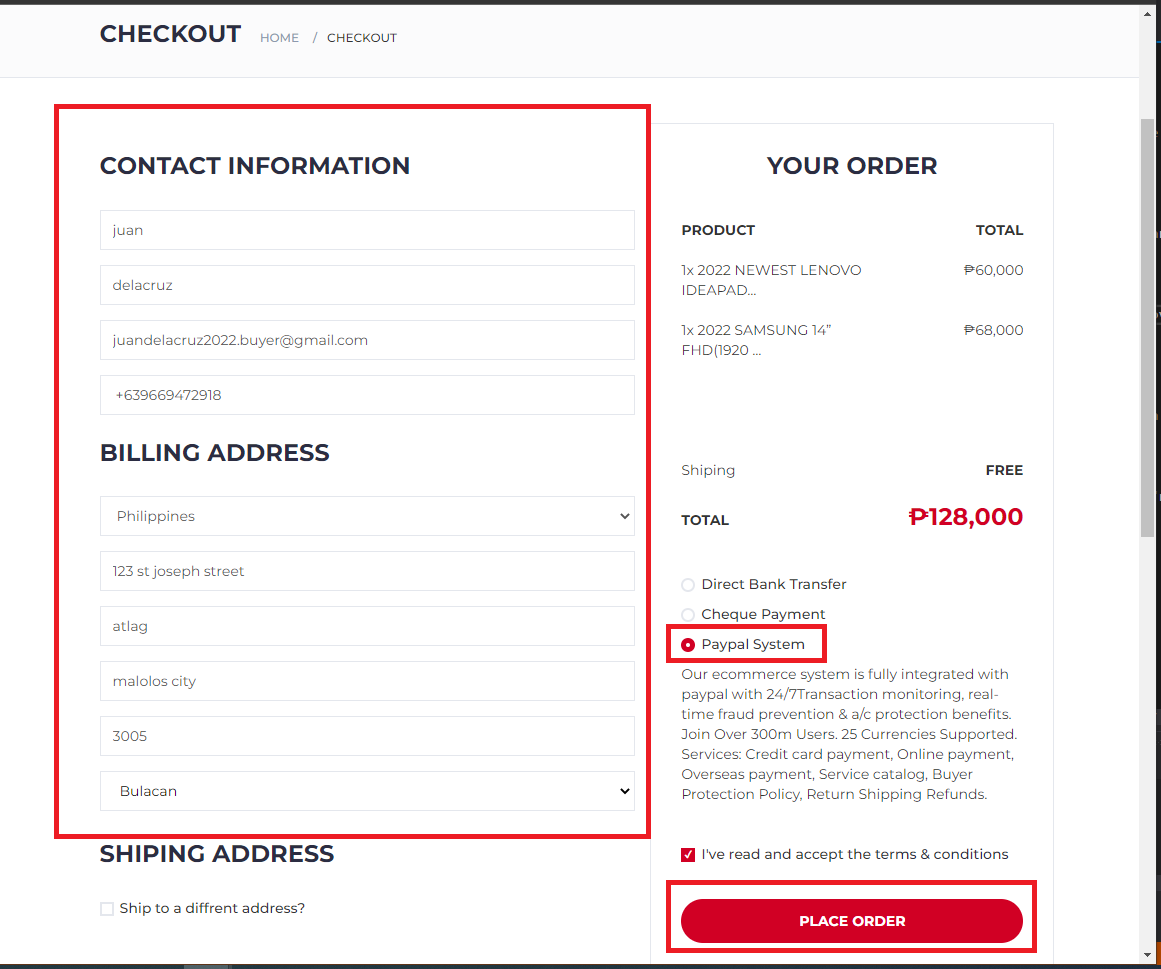 CHECKOUT HOME / CHECKOUT
CONTACT INFORMATION
juan
delacruz
juandelacruz2022.buyer@gmail.com
+639669472918
BILLING ADDRESS
Philippines
123 st joseph street
atlag
malolos city
3005
Bulacan
SHIPING ADDRESS
Ship to a diffrent address?
YOUR ORDER
PRODUCT TOTAL
1x 2022 NEWEST LENOVO ₱60,000
IDEAPAD...
1x 2022 SAMSUNG 14” ₱68,000
FHD(1920 ...
Shiping FREE
TOTAL ₱128,000
Direct Bank Transfer
Cheque Payment
Paypal System
Our ecommerce system is fully integrated with
paypal with 24/7Transaction monitoring, real-
time fraud prevention & a/c protection benefits.
Join Over 300m Users. 25 Currencies Supported.
Services: Credit card payment, Online payment,
Overseas payment, Service catalog, Buyer
Protection Policy, Return Shipping Refunds.
I've read and accept the terms & conditions
PLACE ORDER